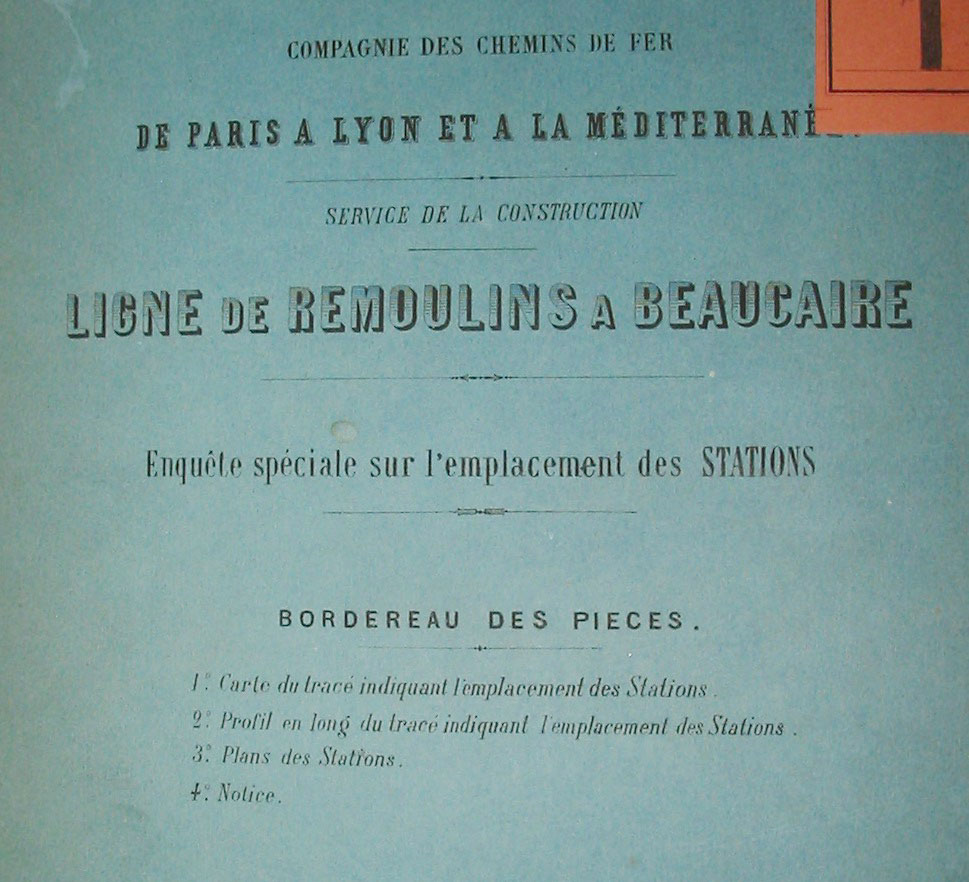 COMPAGNIE DES CHEMINS DE FER
DE PARIS A LYON ET A LA MÉDITERRANÉE.
SERVICE DE LA CONSTRUCTION
LIGNE DE REMOULINS A BEAUCAIRE
Enquête spéciale sur l'emplacement des STATIONS
BORDEREAU DES PIECES.
1º. Carte du tracé indiquant l'emplacement des Stations.
2º. Profil en long du tracé indiquant l'emplacement des Stations.
3º. Plans des Stations.
4º. Notice.